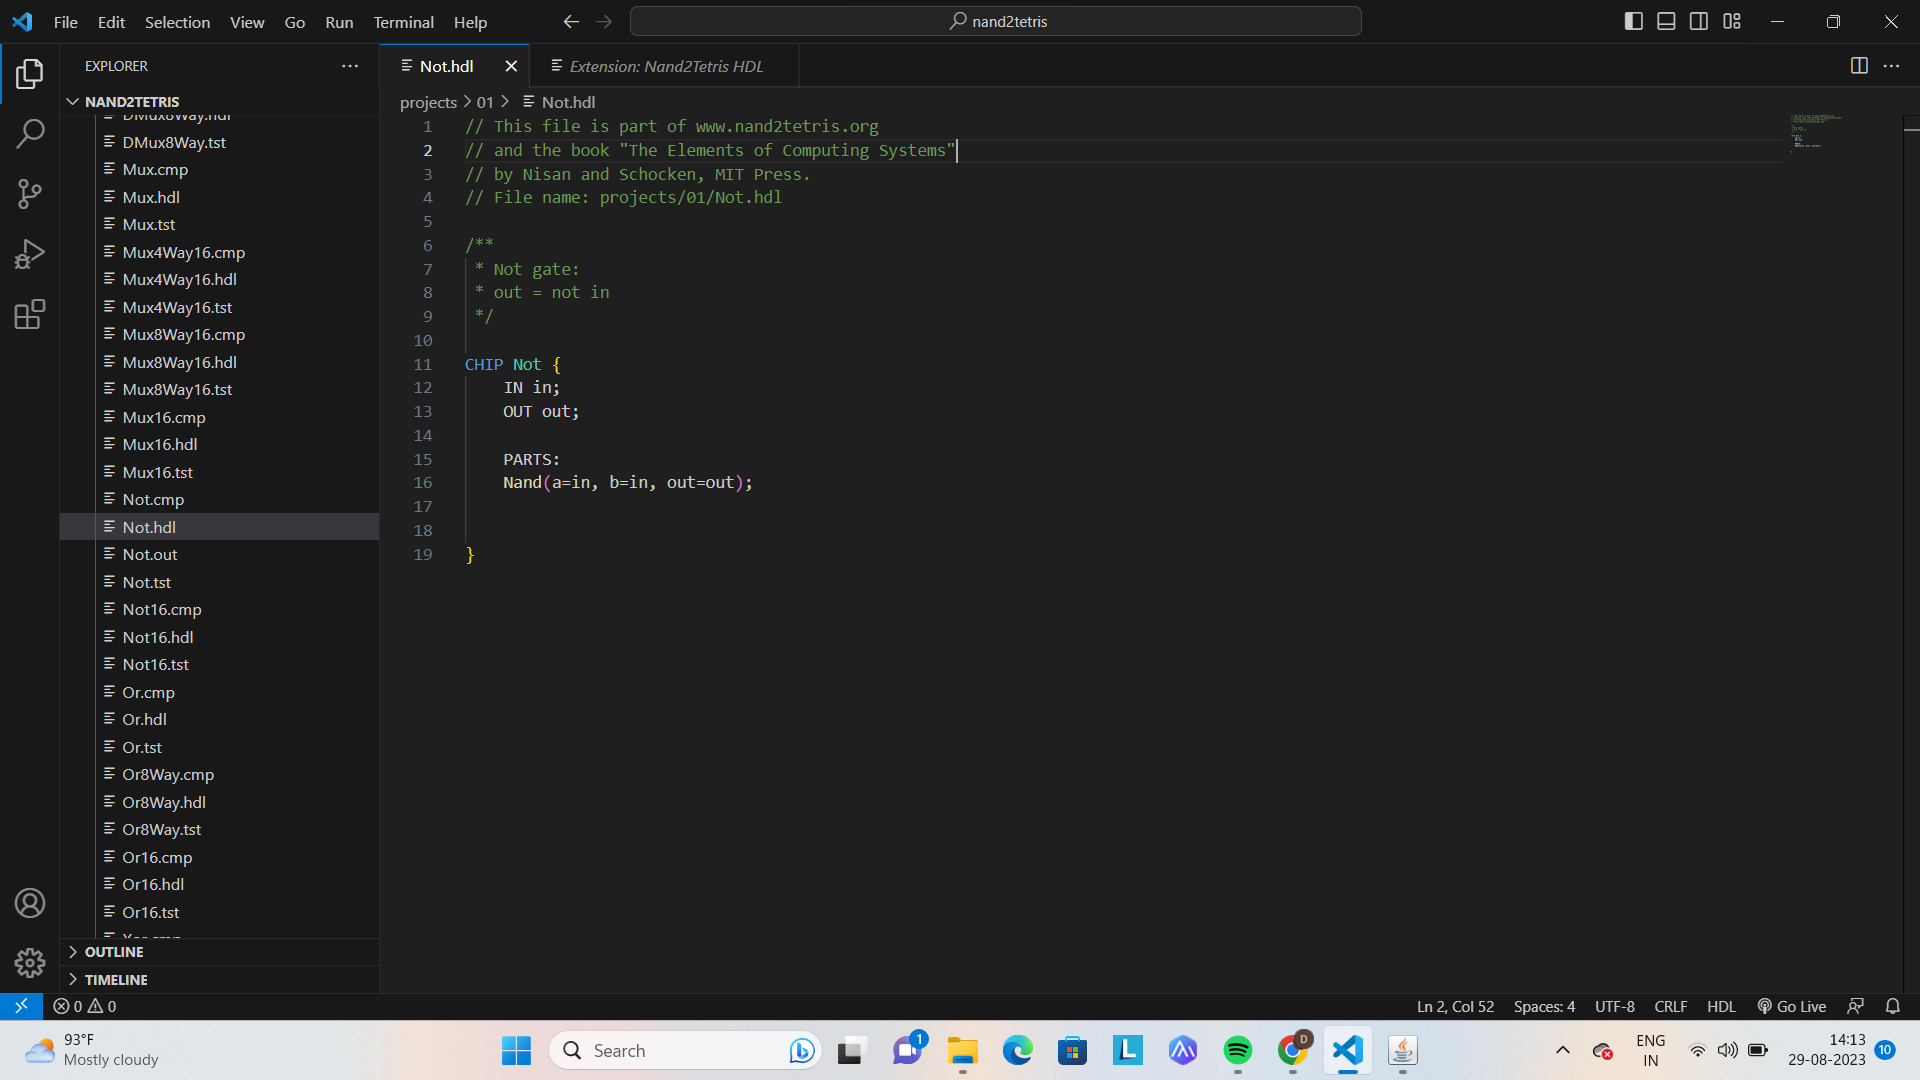 File Edit Selection View Go Run Terminal Help
nand2tetris
EXPLORER
NAND2TETRIS
DMux8Way.hdl
DMux8Way.tst
Mux.cmp
Mux.hdl
Mux.tst
Mux4Way16.cmp
Mux4Way16.hdl
Mux4Way16.tst
Mux8Way16.cmp
Mux8Way16.hdl
Mux8Way16.tst
Mux16.cmp
Mux16.hdl
Mux16.tst
Not.cmp
Not.hdl
Not.out
Not.tst
Not16.cmp
Not16.hdl
Not16.tst
Or.cmp
Or.hdl
Or.tst
Or8Way.cmp
Or8Way.hdl
Or8Way.tst
Or16.cmp
Or16.hdl
Or16.tst
Xor.cmp
OUTLINE
TIMELINE
Not.hdl
Extension: Nand2Tetris HDL
projects > 01 > Not.hdl
1 // This file is part of www.nand2tetris.org
2 // and the book "The Elements of Computing Systems"
3 // by Nisan and Schocken, MIT Press.
4 // File name: projects/01/Not.hdl
5
6 /**
7 * Not gate:
8 * out = not in
9 */
10
11 CHIP Not {
12 IN in;
13 OUT out;
14
15 PARTS:
16 Nand(a=in, b=in, out=out);
17
18
19 }
0 0
Ln 2, Col 52 Spaces: 4 UTF-8 CRLF HDL Go Live
93°F
Mostly cloudy
Search
1
L
D
ENG
IN
14:13
29-08-2023
10